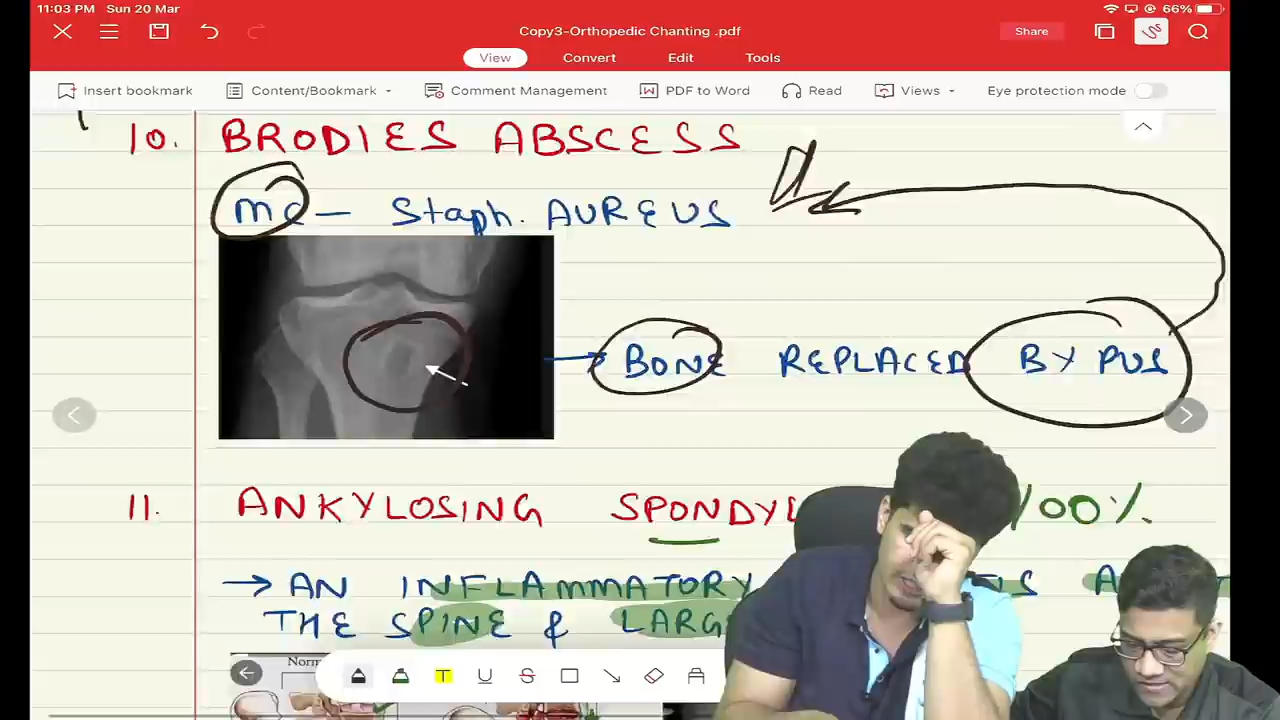 11:03 PM Sun 20 Mar 66%
Copy3-Orthopedic Chanting .pdf
Share
View Convert Edit Tools
Insert bookmark Content/Bookmark Comment Management PDF to Word Read Views Eye protection mode
10. BRODIES ABSCESS
MC - Staph. AUREUS
→ BONE REPLACED BY PUS
11. ANKYLOSING 100%
→ AN INFLAMMATORY
THE SPINE &
T U S